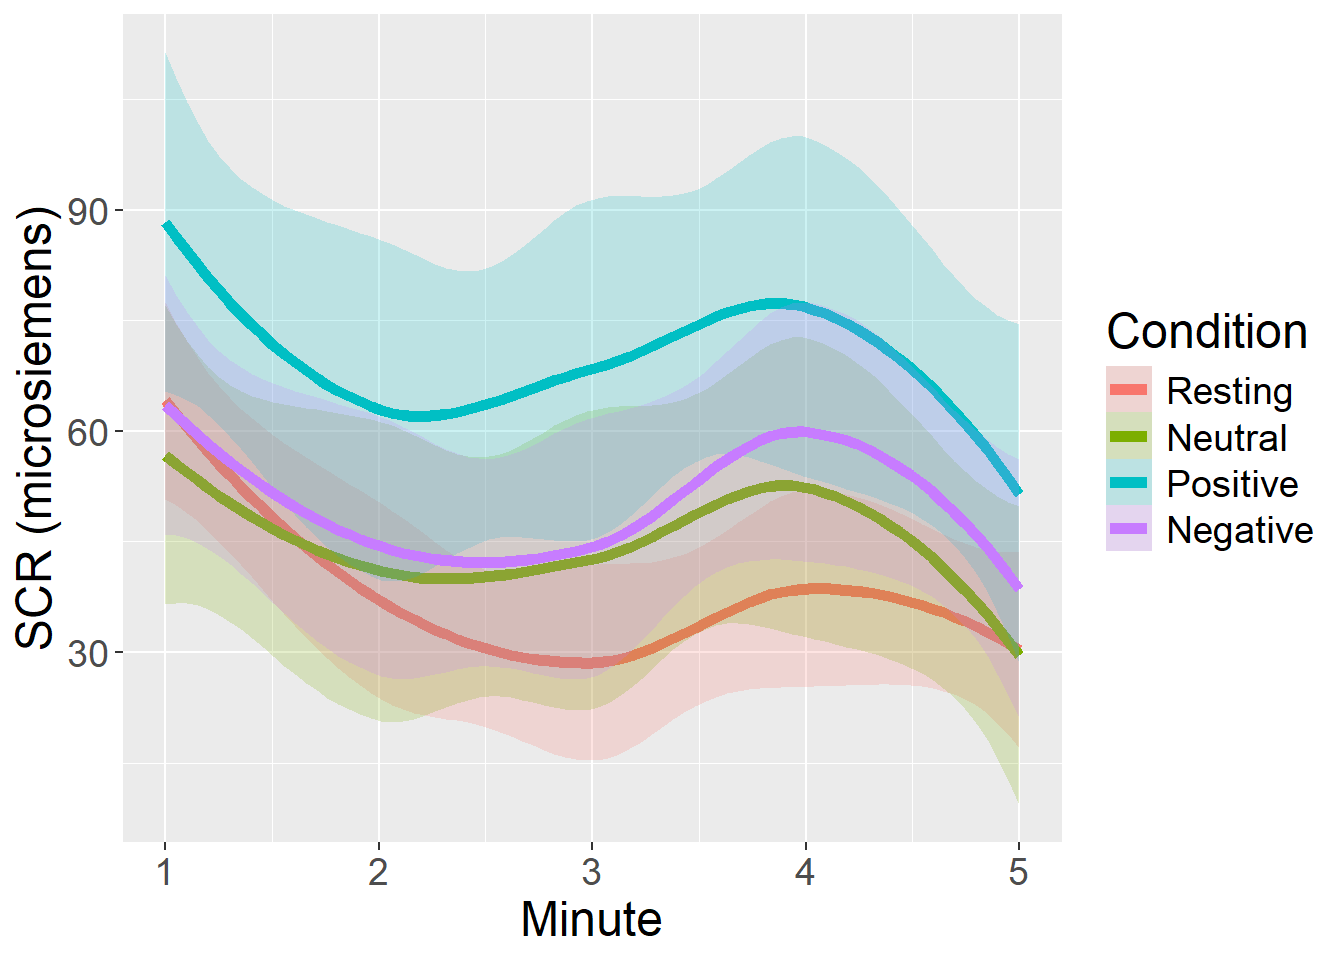 SCR (microsiemens)
90
60
30
1 2 3 4 5
Minute
Condition
Resting
Neutral
Positive
Negative